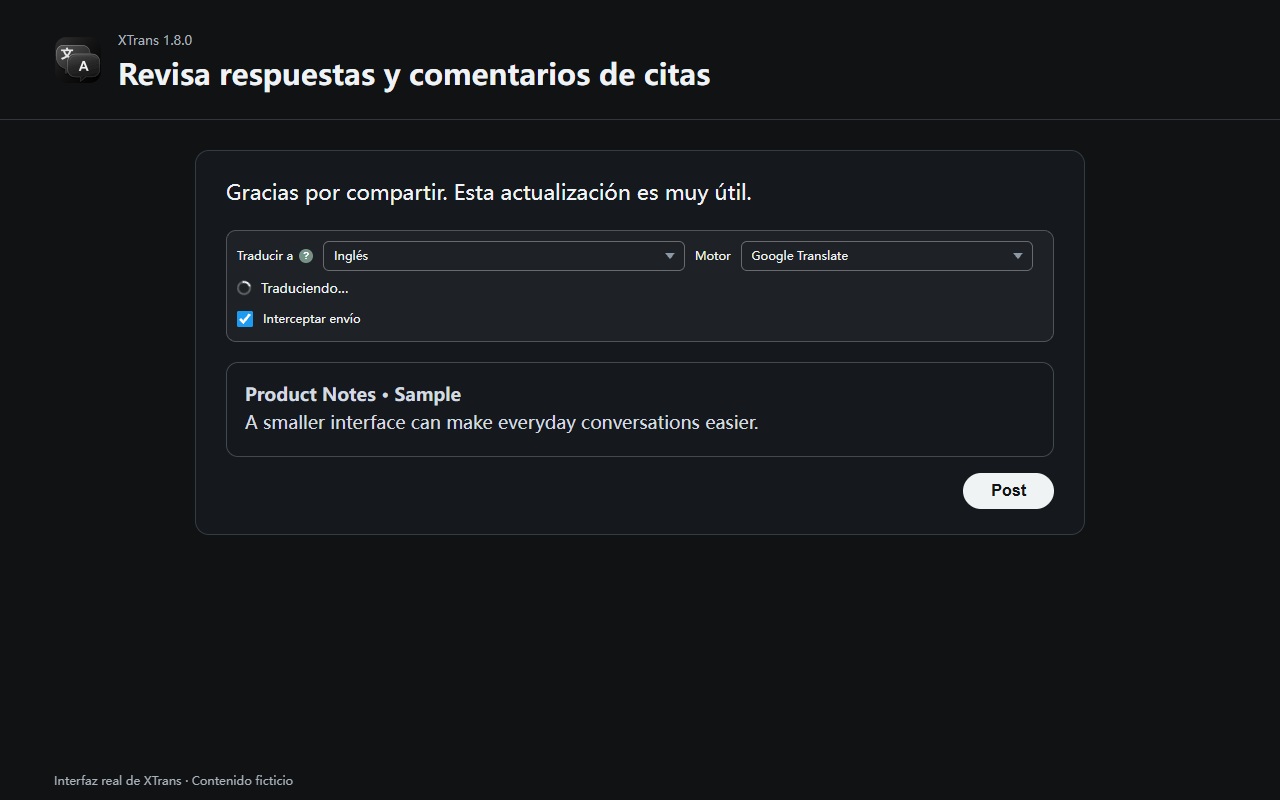 XTrans 1.8.0
Revisa respuestas y comentarios de citas
Gracias por compartir. Esta actualización es muy útil.
Traducir a ? Inglés Motor Google Translate
Traduciendo...
Interceptar envío
Product Notes • Sample
A smaller interface can make everyday conversations easier.
Post
Interfaz real de XTrans · Contenido ficticio